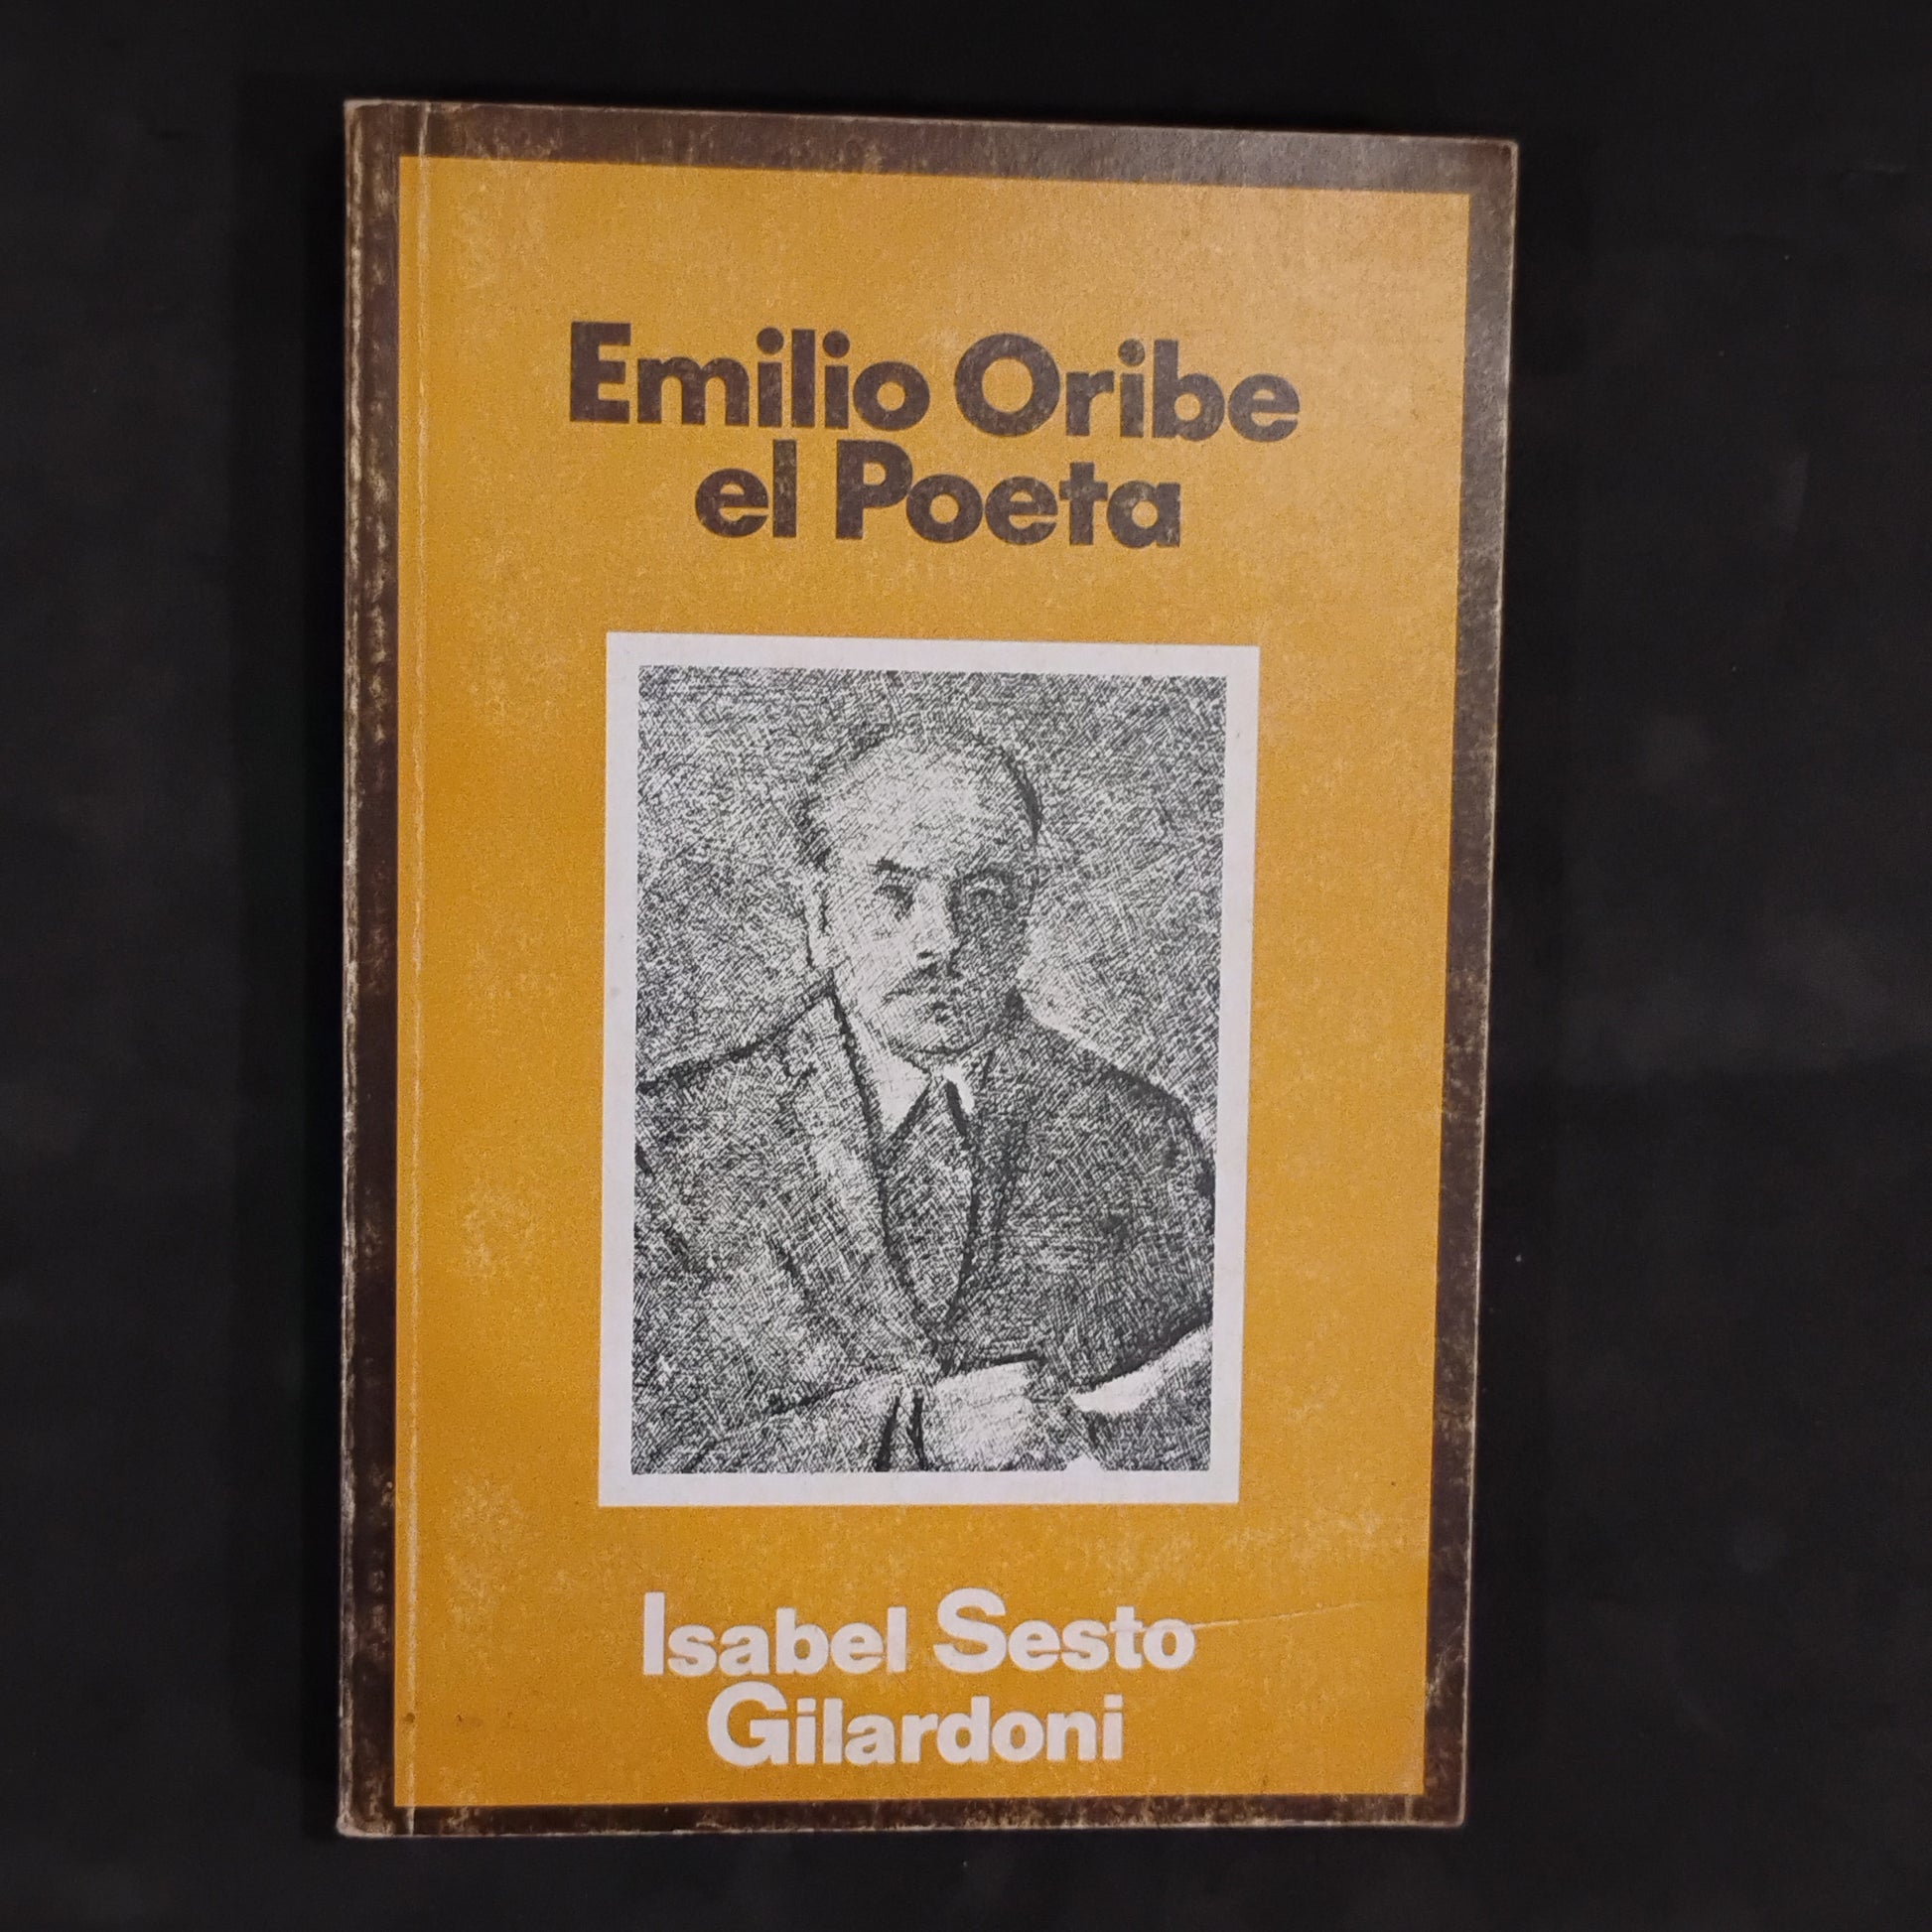 Emilio Oribe
el Poeta
Isabel Sesto
Gilardoni